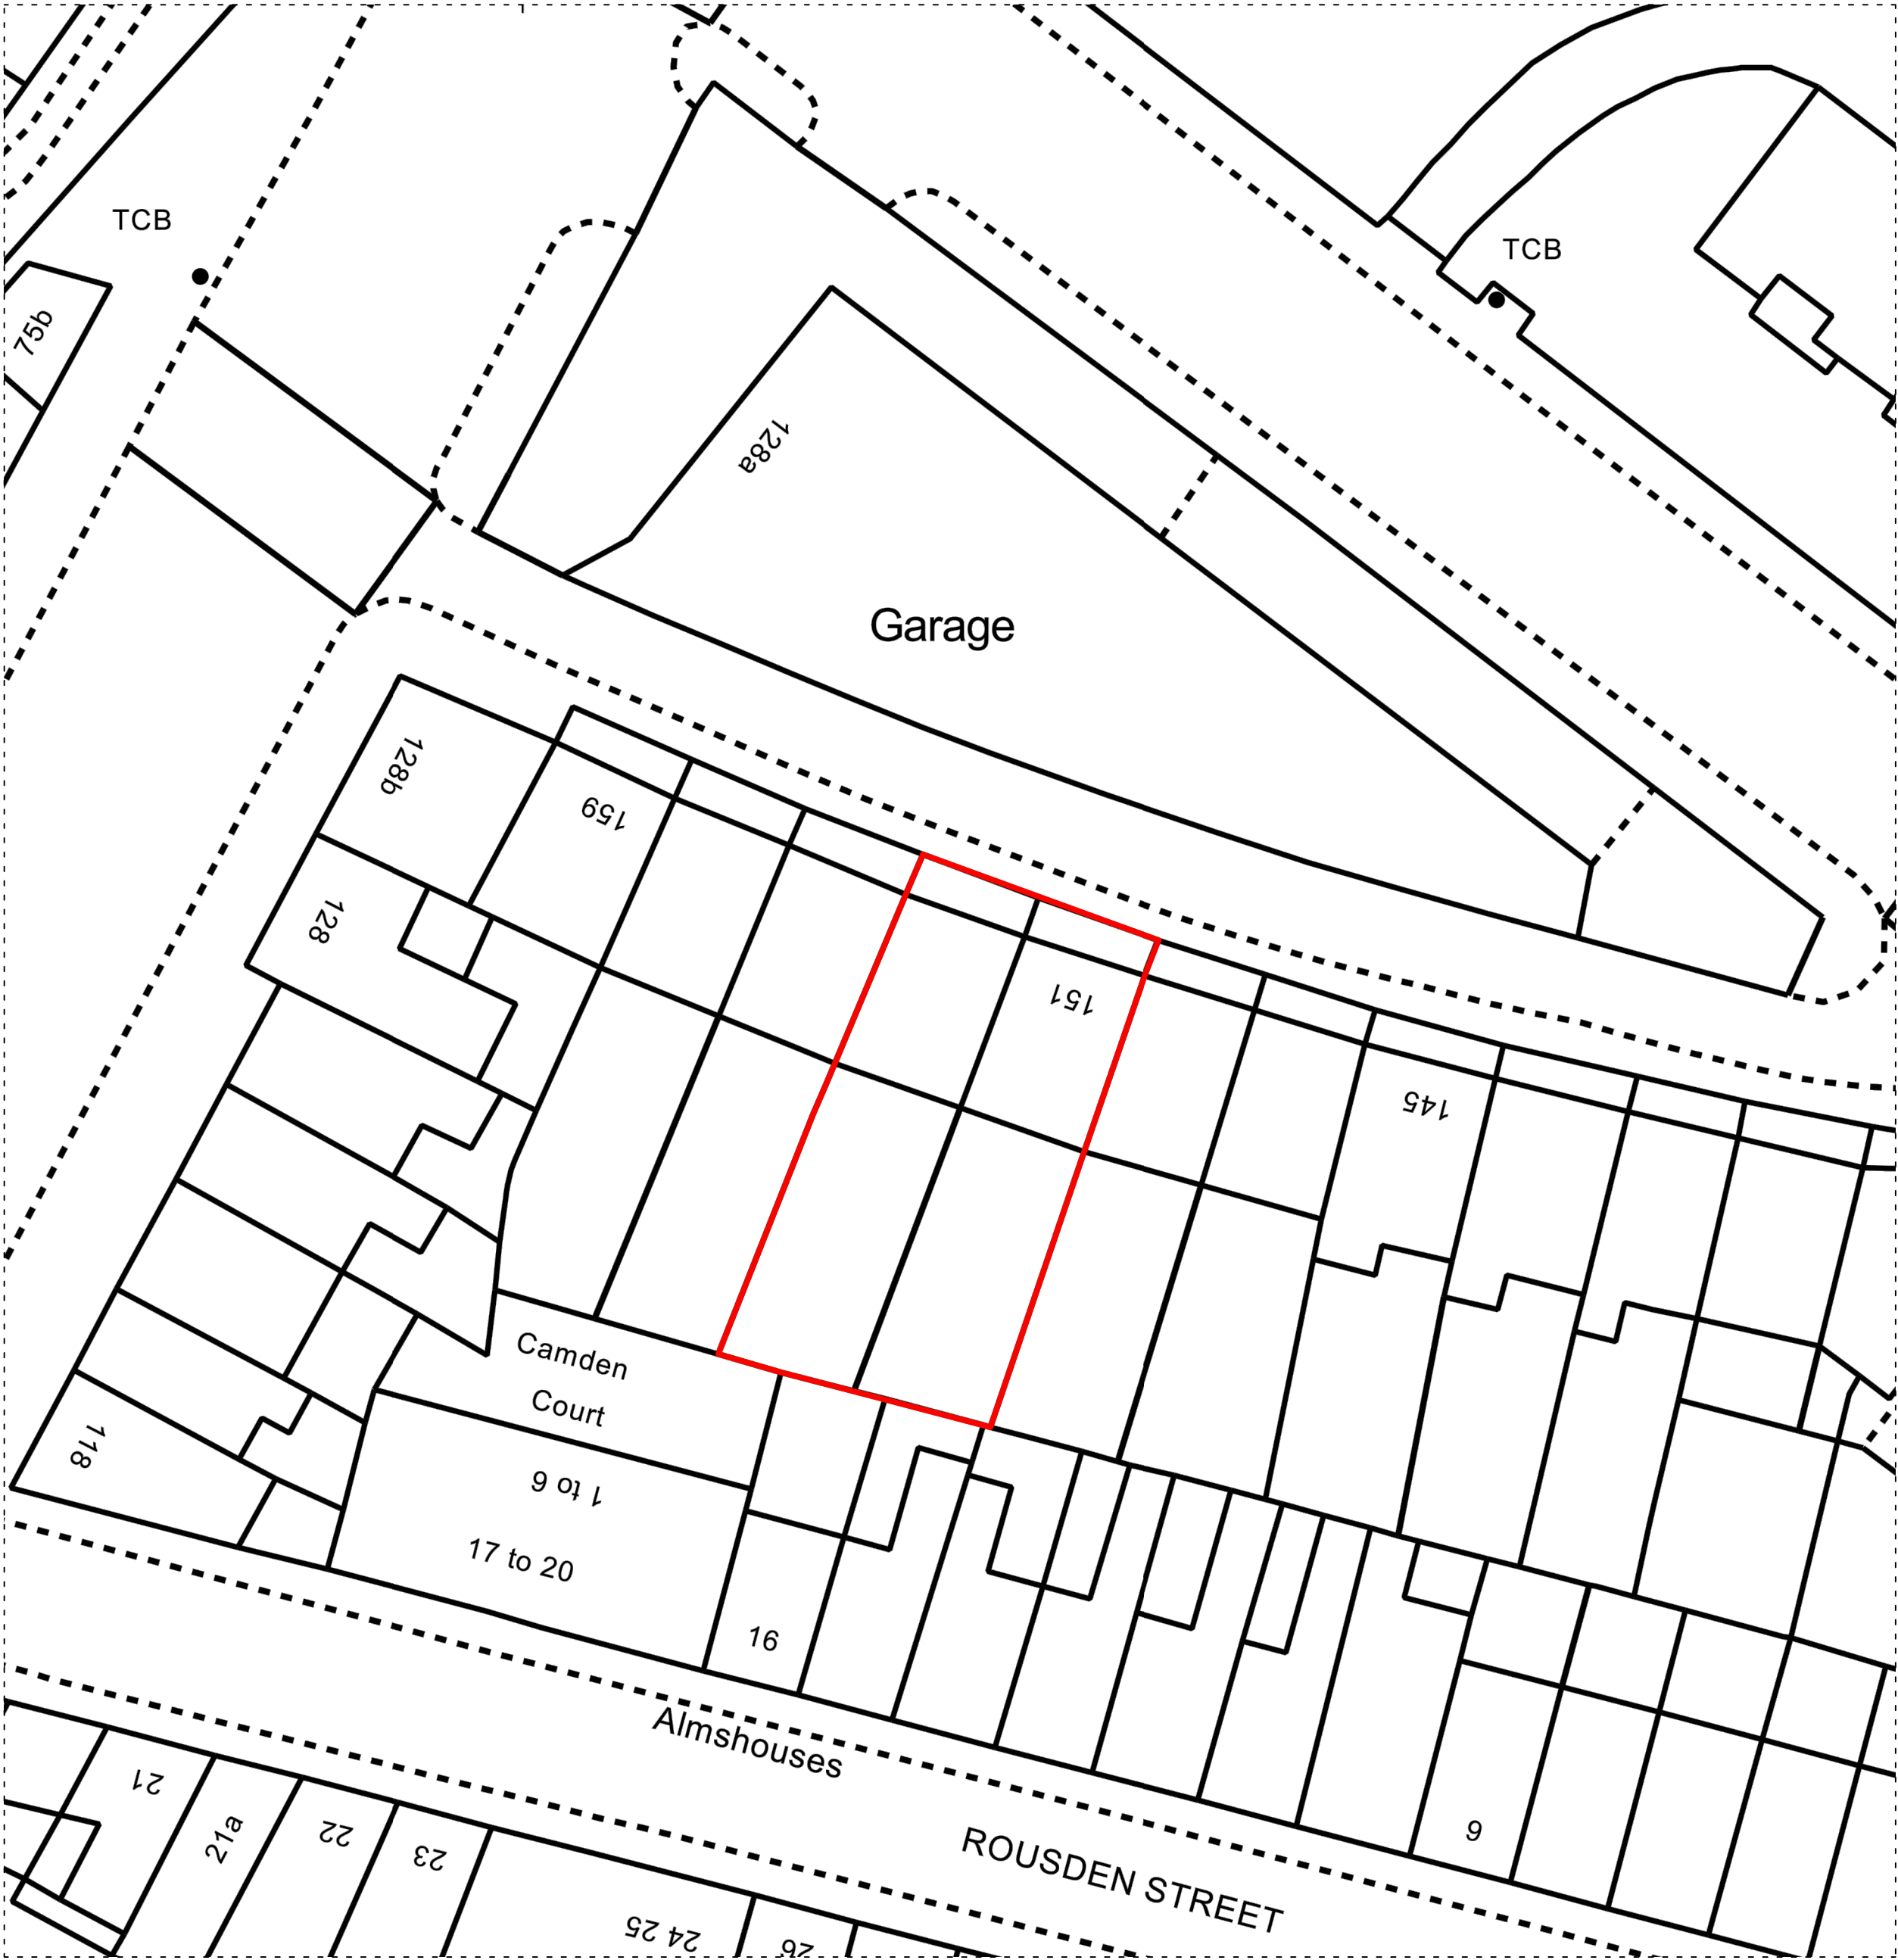 TCB
TCB
75b
128a
Garage
128b
159
128
151
145
Camden
Court
1 to 6
118
17 to 20
16
Almshouses
21
21a
22
23
9
ROUSDEN STREET
24 25
26